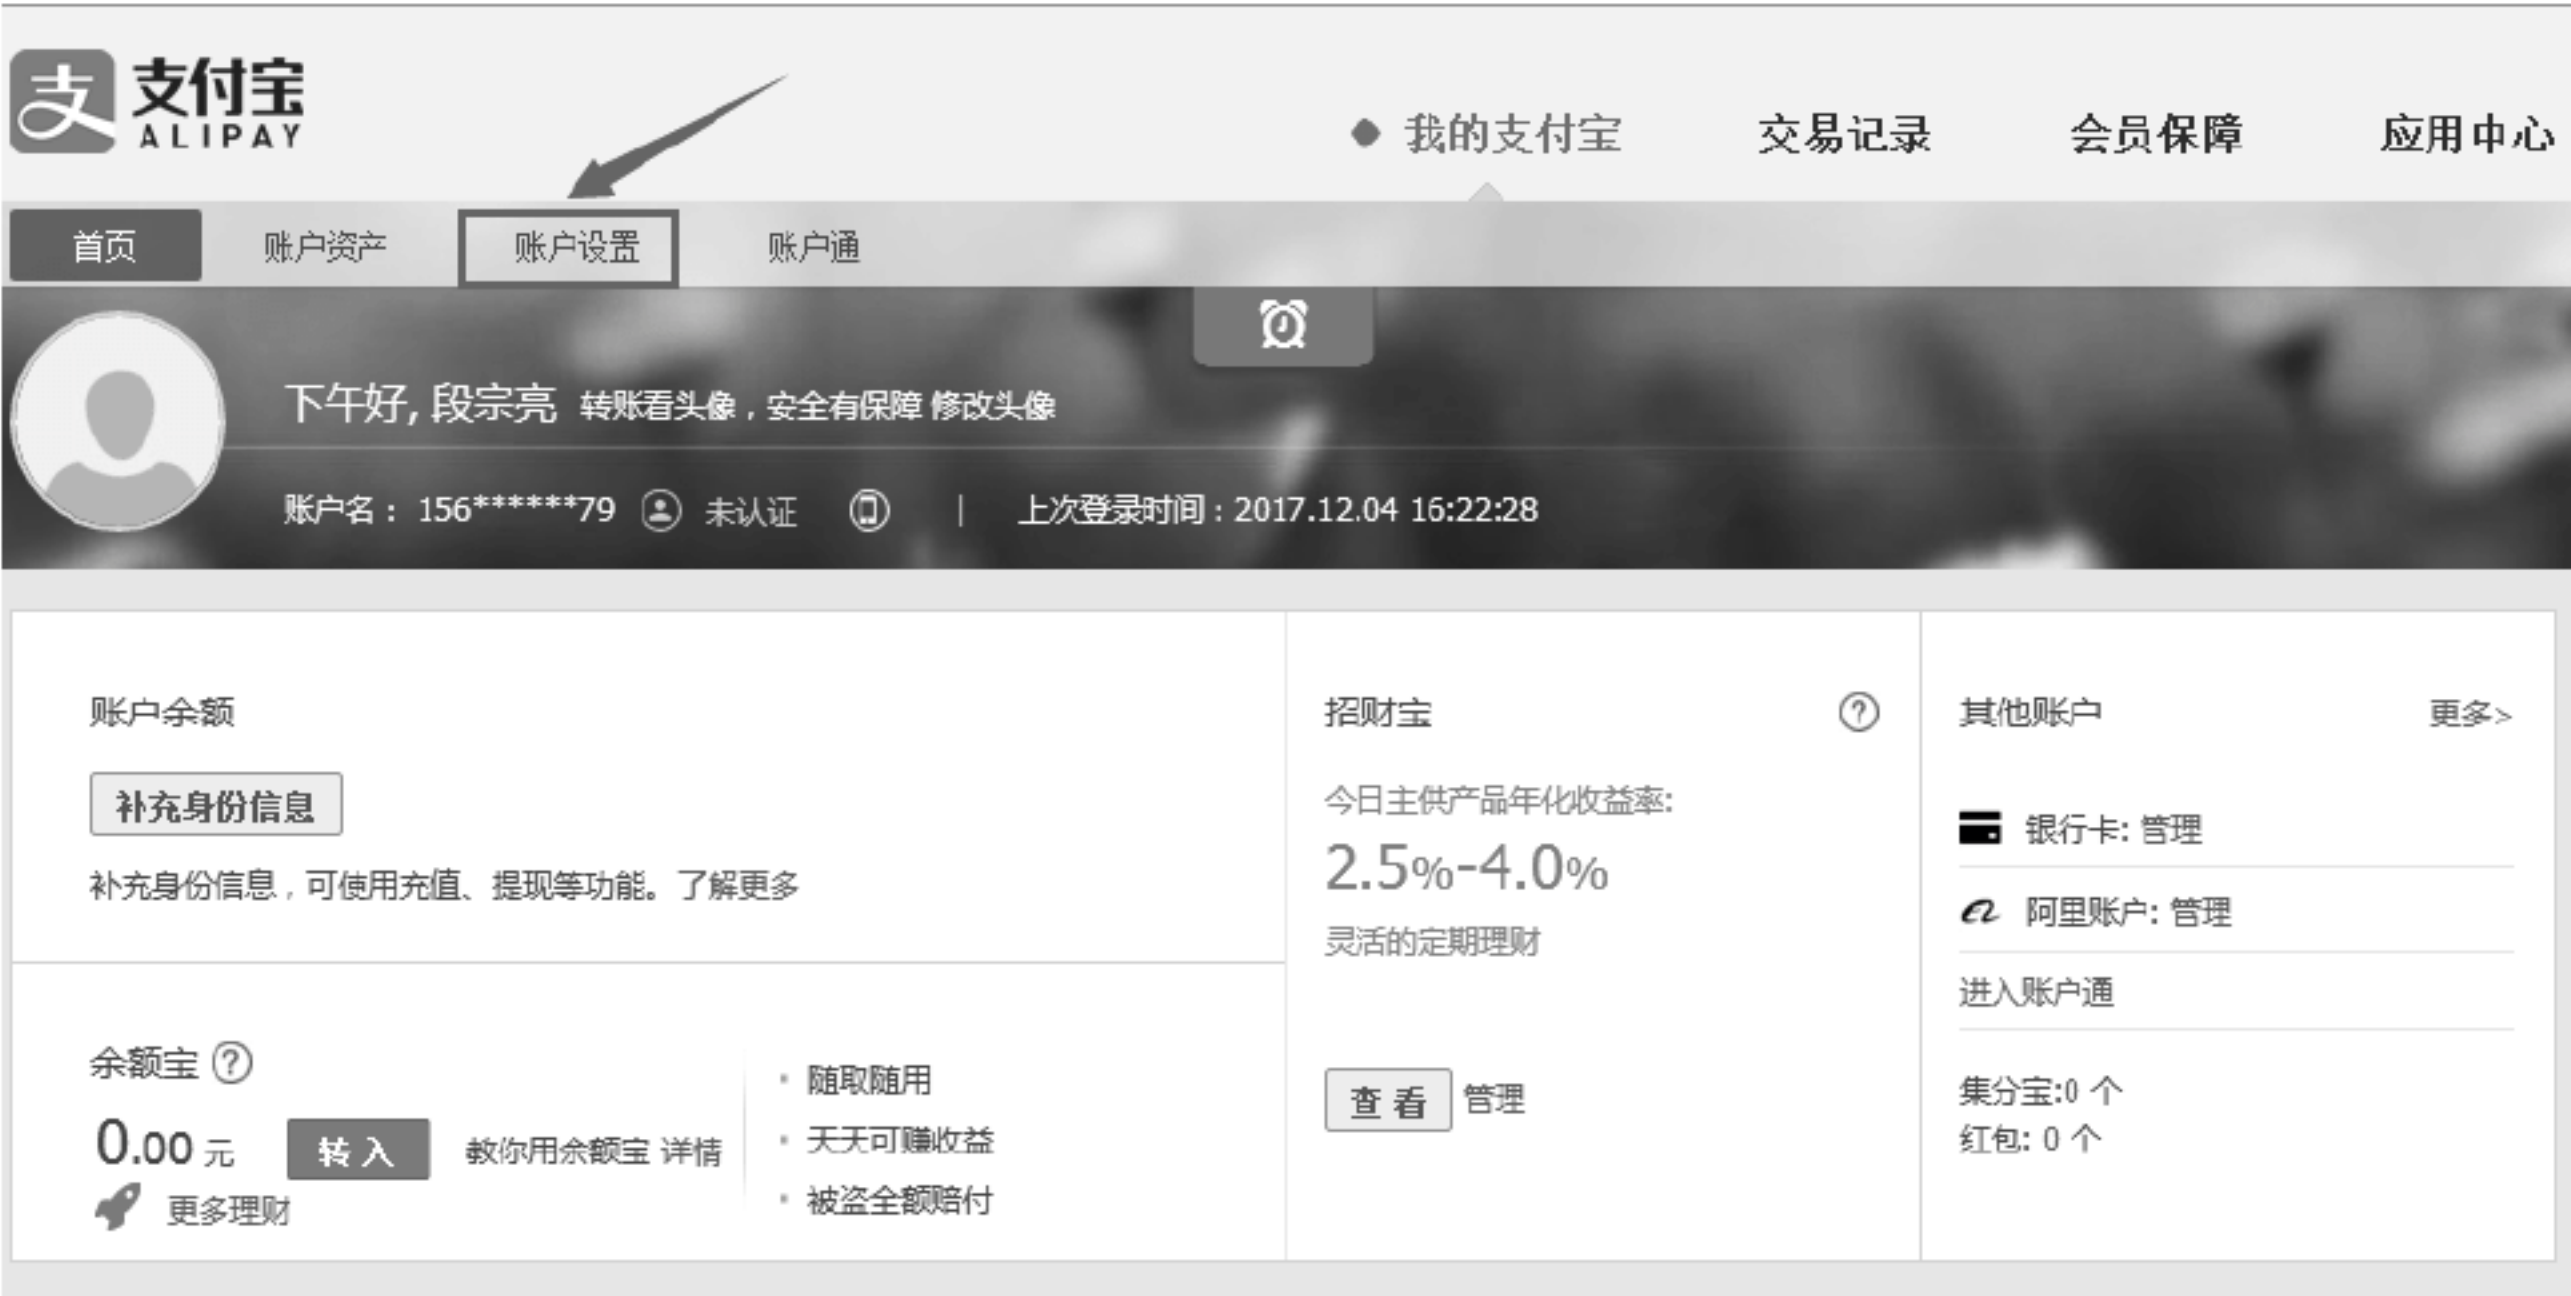 支 支付宝
ALIPAY
我的支付宝 交易记录 会员保障 应用中心
首页 账户资产 账户设置 账户通
下午好, 段宗亮 转账看头像，安全有保障 修改头像
账户名： 156******79 未认证 | 上次登录时间：2017.12.04 16:22:28
账户余额
补充身份信息
补充身份信息，可使用充值、提现等功能。了解更多
余额宝 ?
0.00 元 转 入 教你用余额宝 详情
更多理财
· 随取随用
· 天天可赚收益
· 被盗全额赔付
招财宝 ?
今日主供产品年化收益率:
2.5%-4.0%
灵活的定期理财
查 看 管理
其他账户 更多>
银行卡: 管理
阿里账户: 管理
进入账户通
集分宝:0 个
红包: 0 个